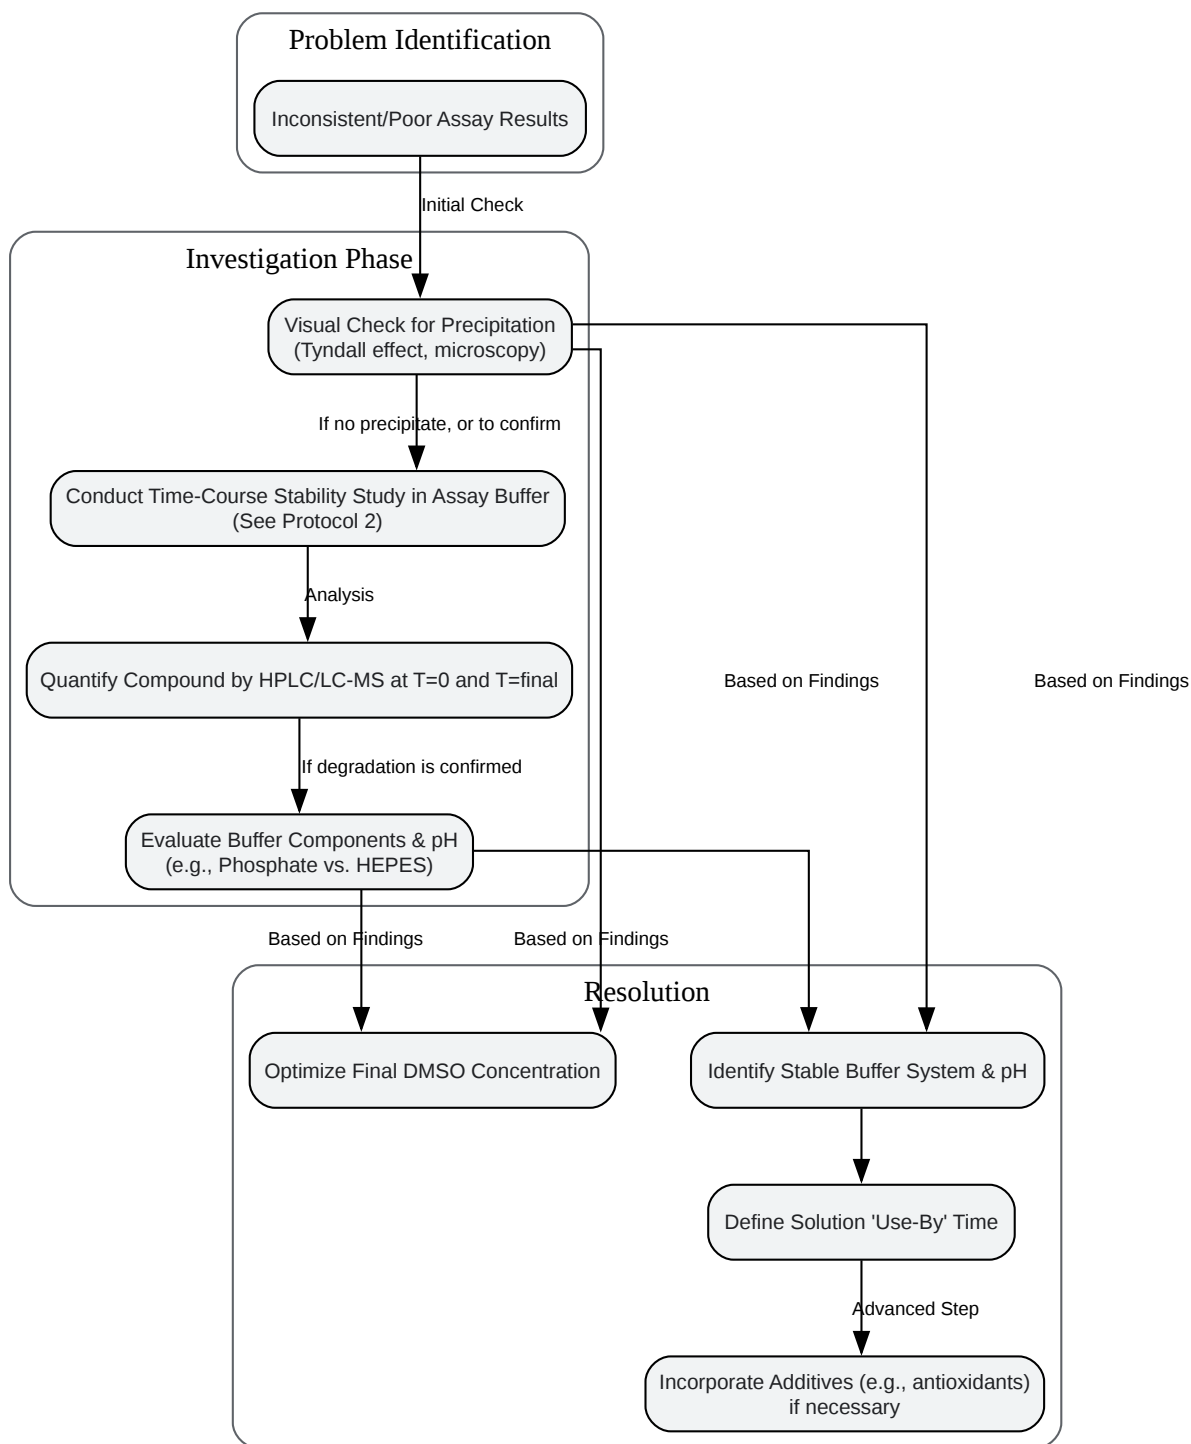 Problem Identification
Inconsistent/Poor Assay Results
Initial Check
Investigation Phase
Visual Check for Precipitation
(Tyndall effect, microscopy)
If no precipitate, or to confirm
Conduct Time-Course Stability Study in Assay Buffer
(See Protocol 2)
Analysis
Quantify Compound by HPLC/LC-MS at T=0 and T=final
Based on Findings
Based on Findings
If degradation is confirmed
Evaluate Buffer Components & pH
(e.g., Phosphate vs. HEPES)
Based on Findings
Based on Findings
Resolution
Optimize Final DMSO Concentration
Identify Stable Buffer System & pH
Define Solution 'Use-By' Time
Advanced Step
Incorporate Additives (e.g., antioxidants)
if necessary